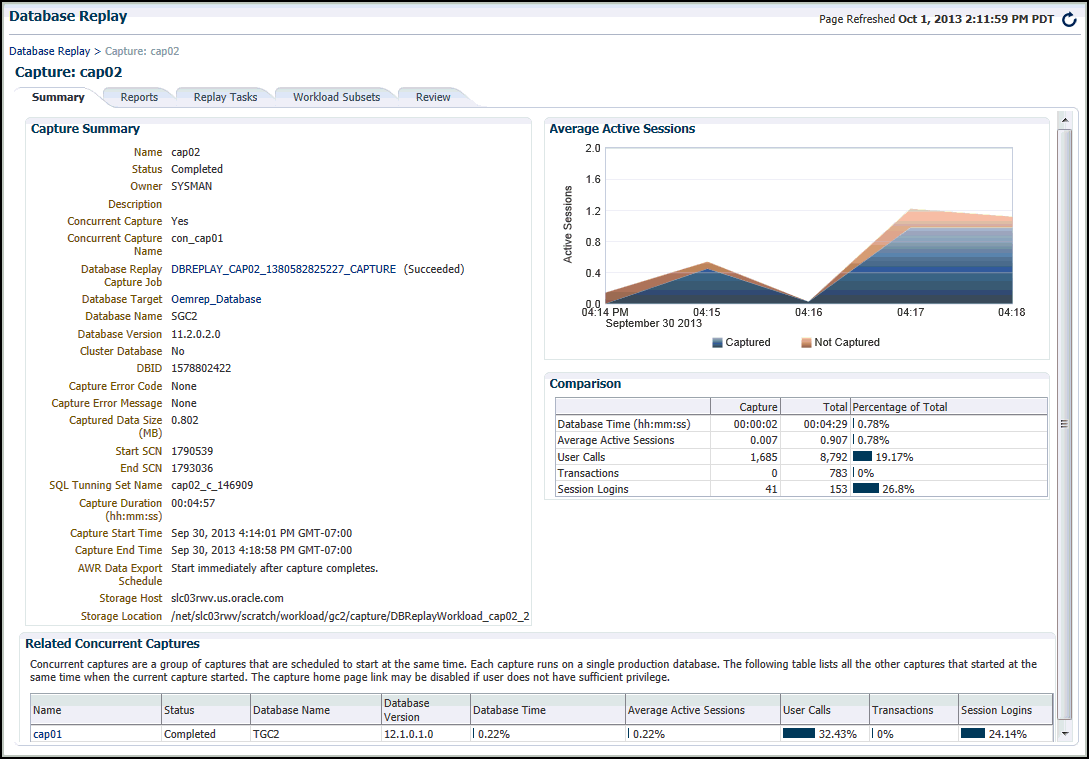 Database Replay
Page Refreshed Oct 1, 2013 2:11:59 PM PDT
Database Replay > Capture: cap02
Capture: cap02
Summary Reports Replay Tasks Workload Subsets Review
Capture Summary
Name cap02
Status Completed
Owner SYSMAN
Description
Concurrent Capture Yes
Concurrent Capture con_cap01
Name
Database Replay DBREPLAY_CAP02_1380582825227_CAPTURE (Succeeded)
Capture Job
Database Target Oemrep_Database
Database Name SGC2
Database Version 11.2.0.2.0
Cluster Database No
DBID 1578802422
Capture Error Code None
Capture Error Message None
Captured Data Size 0.802
(MB)
Start SCN 1790539
End SCN 1793036
SQL Tunning Set Name cap02_c_146909
Capture Duration 00:04:57
(hh:mm:ss)
Capture Start Time Sep 30, 2013 4:14:01 PM GMT-07:00
Capture End Time Sep 30, 2013 4:18:58 PM GMT-07:00
AWR Data Export Start immediately after capture completes.
Schedule
Storage Host slc03rwv.us.oracle.com
Storage Location /net/slc03rwv/scratch/workload/gc2/capture/DBReplayWorkload_cap02_2
Average Active Sessions
Active Sessions
2.0
1.6
1.2
0.8
0.4
0.0
04:14 PM 04:15 04:16 04:17 04:18
September 30 2013
Captured Not Captured
Comparison
Capture Total Percentage of Total
Database Time (hh:mm:ss) 00:00:02 00:04:29 0.78%
Average Active Sessions 0.007 0.907 0.78%
User Calls 1,685 8,792 19.17%
Transactions 0 783 0%
Session Logins 41 153 26.8%
Related Concurrent Captures
Concurrent captures are a group of captures that are scheduled to start at the same time. Each capture runs on a single production database. The following table lists all the other captures that started at the
same time when the current capture started. The capture home page link may be disabled if user does not have sufficient privilege.
Name Status Database Name Database Version Database Time Average Active Sessions User Calls Transactions Session Logins
cap01 Completed TGC2 12.1.0.1.0 0.22% 0.22% 32.43% 0% 24.14%